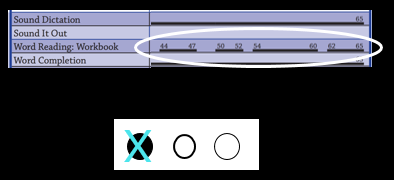 Sound Dictation 65
Sound It Out
Word Reading: Workbook 44 47 50 52 54 60 62 65
Word Completion
X